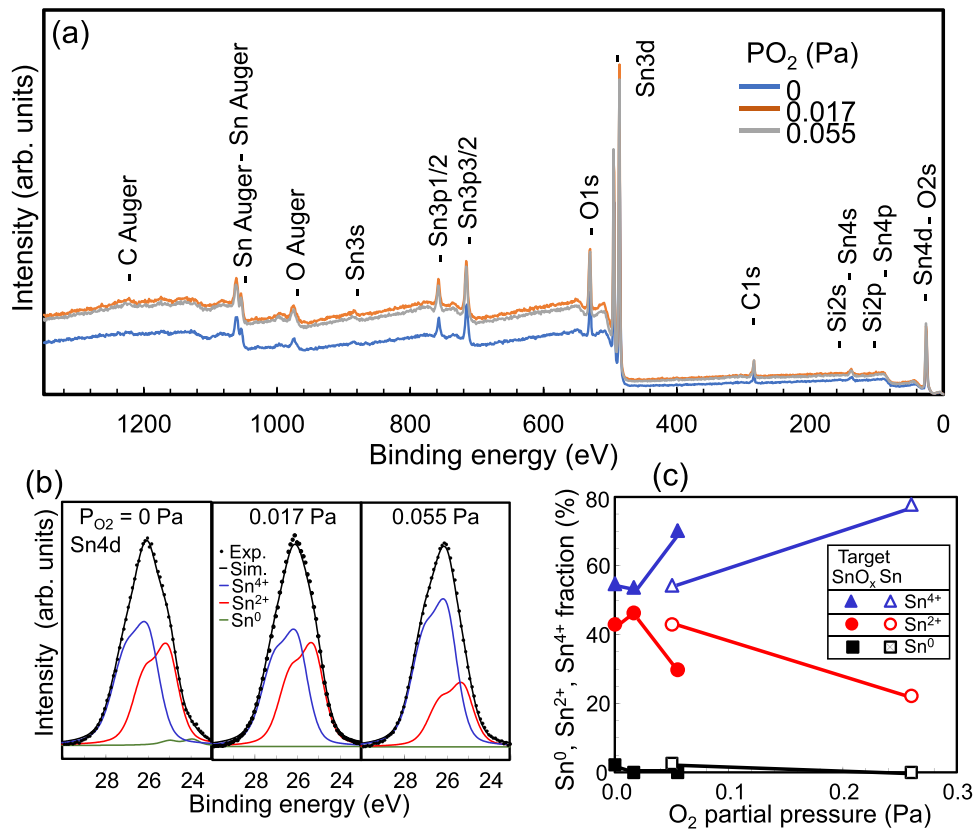 (a)
PO2 (Pa)
0
0.017
0.055
C Auger
Sn Auger
Sn Auger
O Auger
Sn3s
Sn3p1/2
Sn3p3/2
O1s
Sn3d
C1s
Si2s
Sn4s
Si2p
Sn4p
Sn4d
O2s
Intensity (arb. units)
1200 1000 800 600 400 200 0
Binding energy (eV)
(b)
PO2 = 0 Pa
Sn4d
0.017 Pa
0.055 Pa
Exp.
Sim.
Sn4+
Sn2+
Sn0
Intensity (arb. units)
28 26 24 28 26 24 28 26 24
Binding energy (eV)
(c)
80
60
40
20
0
Sn0, Sn2+, Sn4+ fraction (%)
Target
SnOx Sn
Sn4+
Sn2+
Sn0
0.0 0.1 0.2 0.3
O2 partial pressure (Pa)